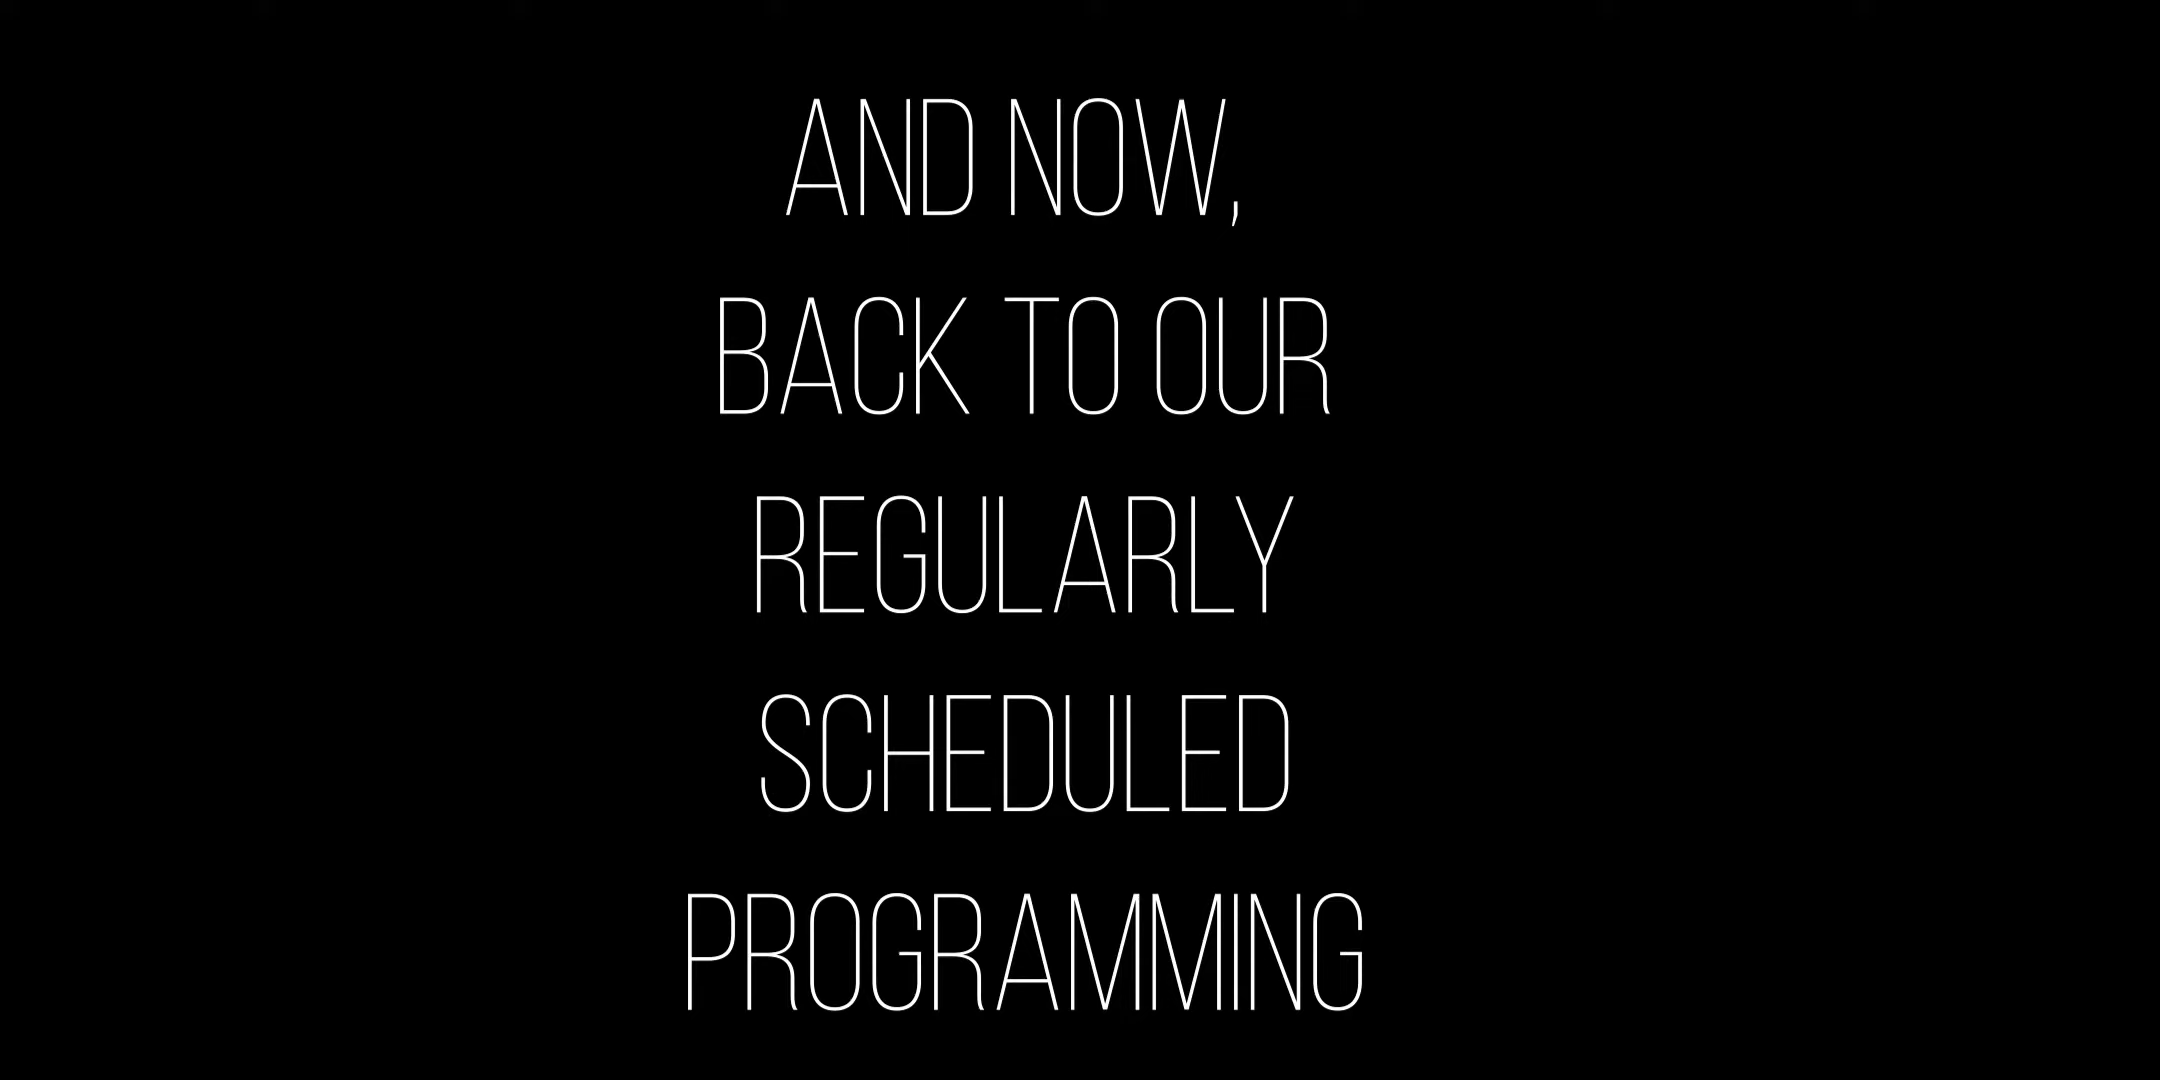 AND NOW,
BACK TO OUR
REGULARLY
SCHEDULED
PROGRAMMING